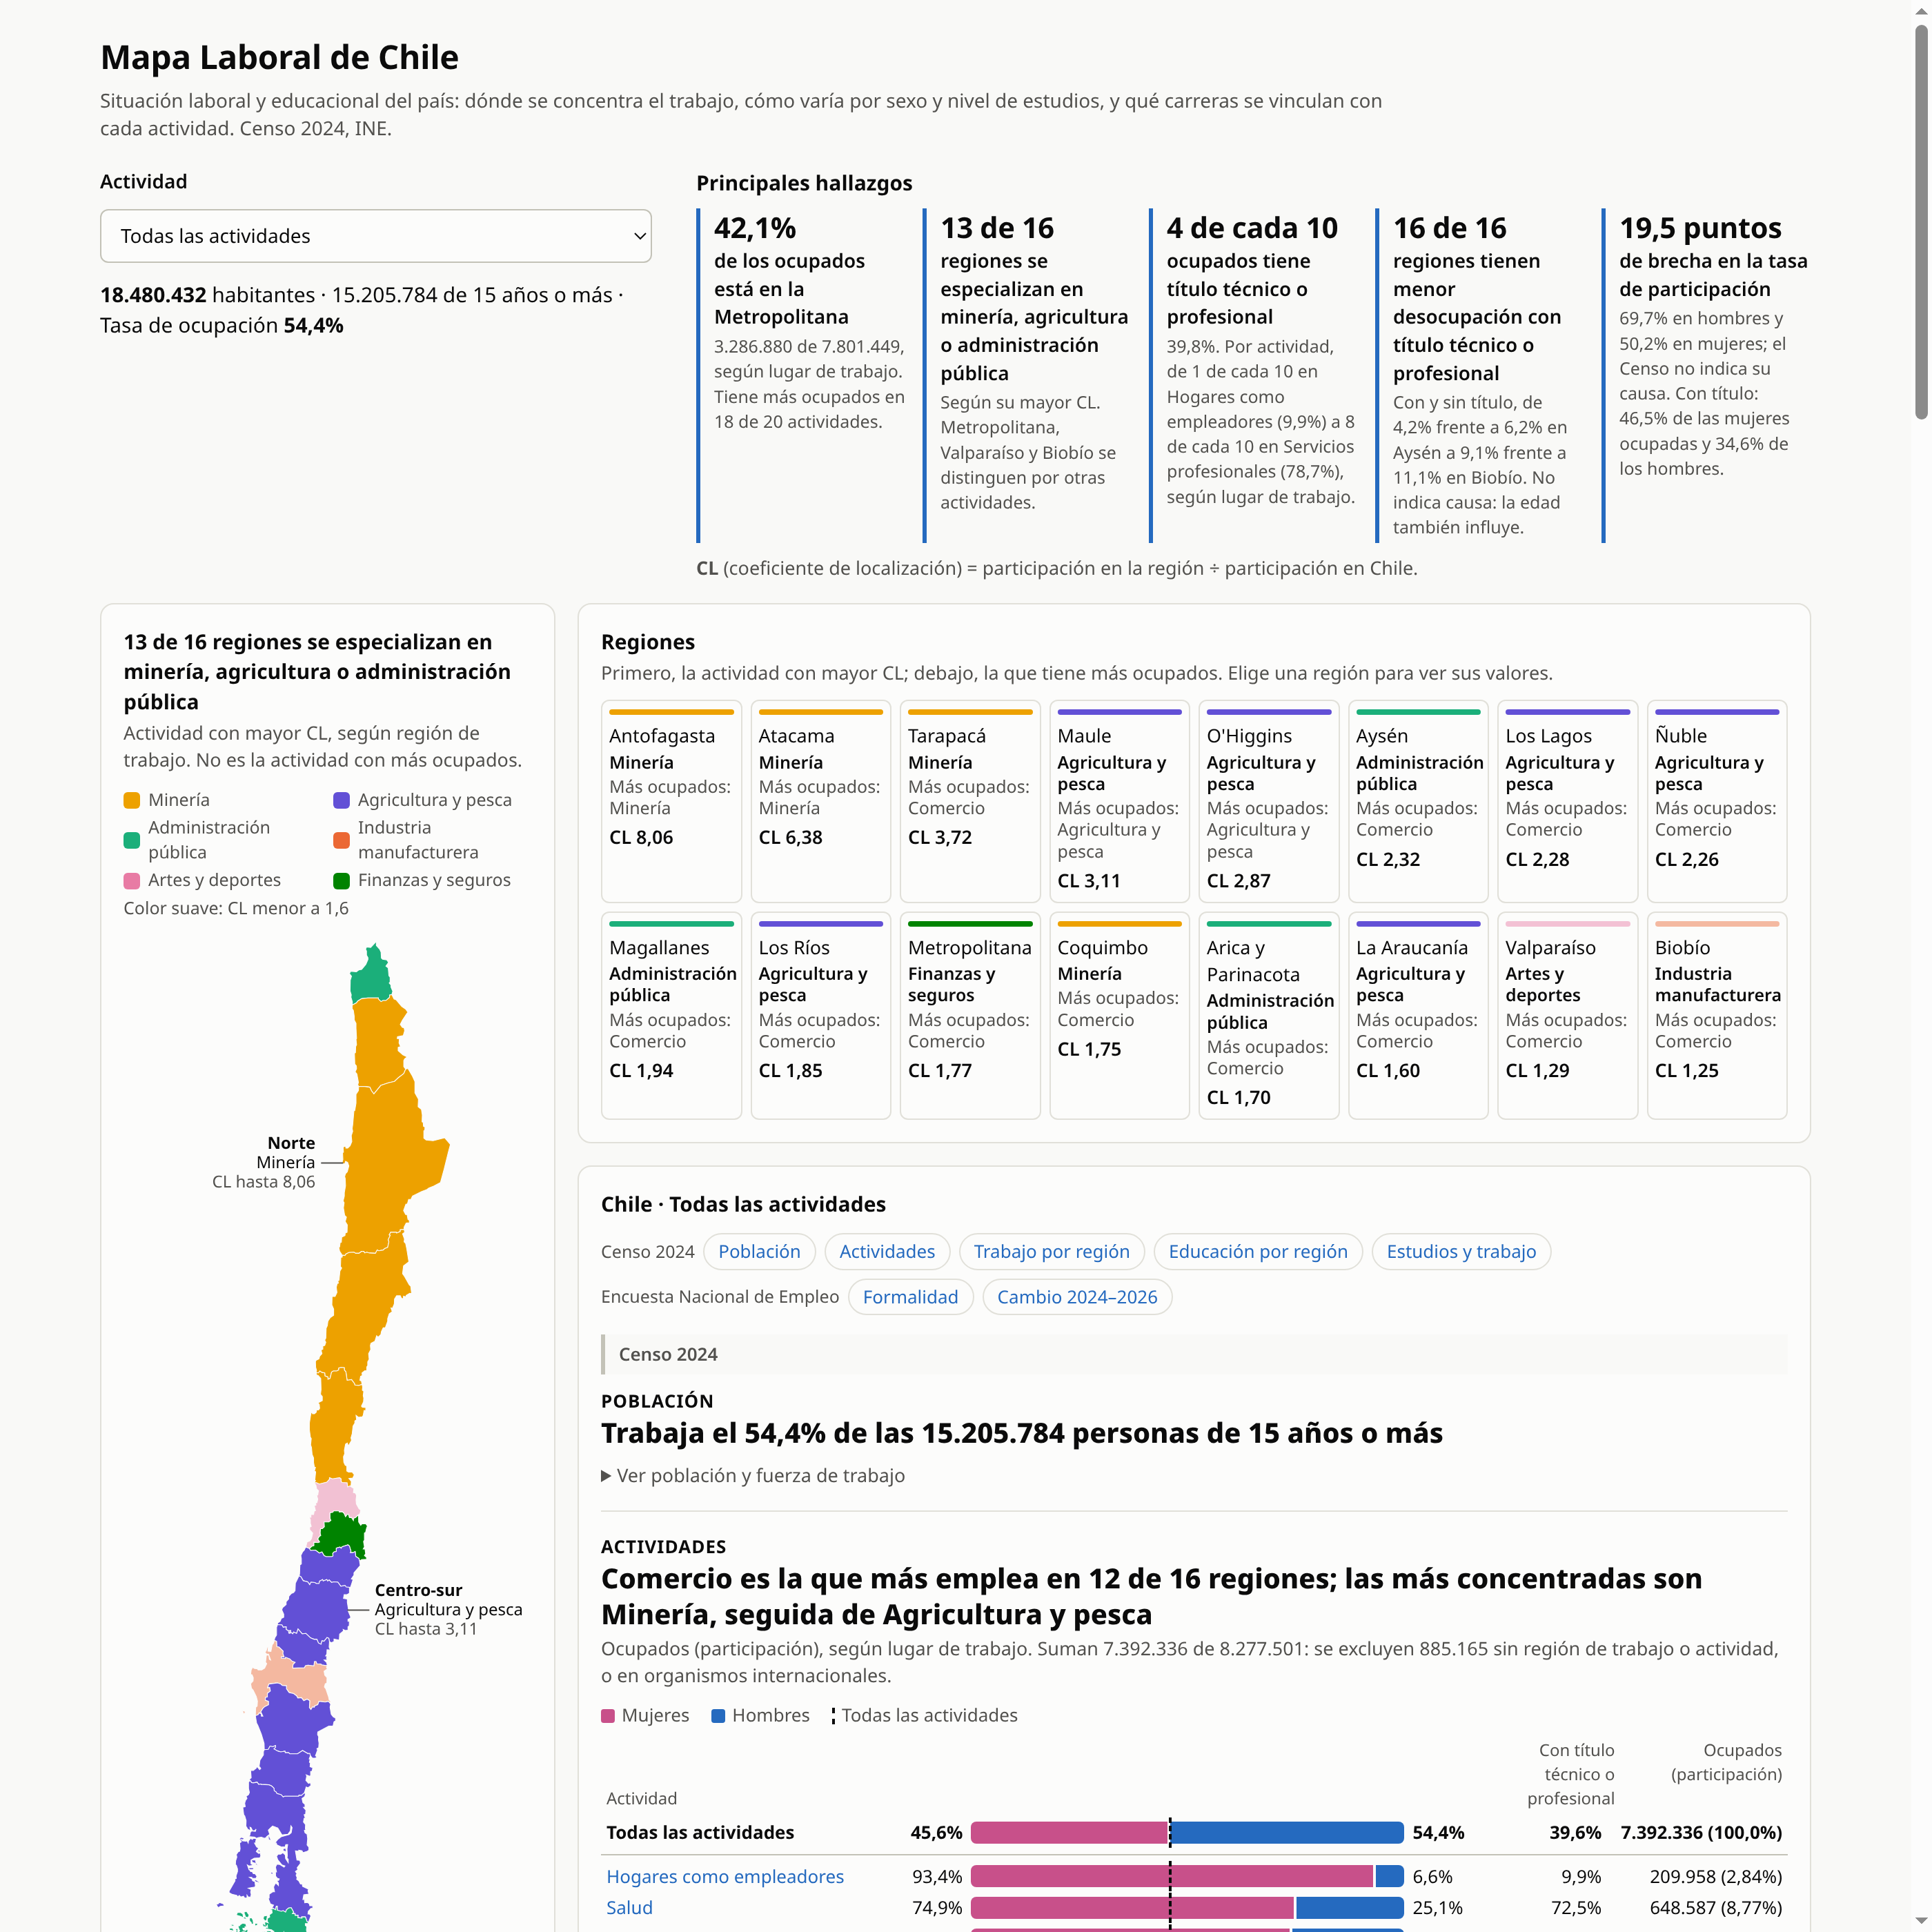 Mapa Laboral de Chile
Situación laboral y educacional del país: dónde se concentra el trabajo, cómo varía por sexo y nivel de estudios, y qué carreras se vinculan con
cada actividad. Censo 2024, INE.
Actividad
Todas las actividades
18.480.432 habitantes · 15.205.784 de 15 años o más ·
Tasa de ocupación 54,4%
Principales hallazgos
42,1%
de los ocupados
está en la
Metropolitana
3.286.880 de 7.801.449,
según lugar de trabajo.
Tiene más ocupados en
18 de 20 actividades.
13 de 16
regiones se
especializan en
minería, agricultura
o administración
pública
Según su mayor CL.
Metropolitana,
Valparaíso y Biobío se
distinguen por otras
actividades.
4 de cada 10
ocupados tiene
título técnico o
profesional
39,8%. Por actividad,
de 1 de cada 10 en
Hogares como
empleadores (9,9%) a 8
de cada 10 en Servicios
profesionales (78,7%),
según lugar de trabajo.
16 de 16
regiones tienen
menor
desocupación con
título técnico o
profesional
Con y sin título, de
4,2% frente a 6,2% en
Aysén a 9,1% frente a
11,1% en Biobío. No
indica causa: la edad
también influye.
19,5 puntos
de brecha en la tasa
de participación
69,7% en hombres y
50,2% en mujeres; el
Censo no indica su
causa. Con título:
46,5% de las mujeres
ocupadas y 34,6% de
los hombres.
CL (coeficiente de localización) = participación en la región ÷ participación en Chile.
13 de 16 regiones se especializan en
minería, agricultura o administración
pública
Actividad con mayor CL, según región de
trabajo. No es la actividad con más ocupados.
Minería
Agricultura y pesca
Administración
pública
Industria
manufacturera
Artes y deportes
Finanzas y seguros
Color suave: CL menor a 1,6
Norte
Minería
CL hasta 8,06
Centro-sur
Agricultura y pesca
CL hasta 3,11
Regiones
Primero, la actividad con mayor CL; debajo, la que tiene más ocupados. Elige una región para ver sus valores.
Antofagasta
Minería
Más ocupados:
Minería
CL 8,06
Atacama
Minería
Más ocupados:
Minería
CL 6,38
Tarapacá
Minería
Más ocupados:
Comercio
CL 3,72
Maule
Agricultura y
pesca
Más ocupados:
Agricultura y
pesca
CL 3,11
O'Higgins
Agricultura y
pesca
Más ocupados:
Agricultura y
pesca
CL 2,87
Aysén
Administración
pública
Más ocupados:
Comercio
CL 2,32
Los Lagos
Agricultura y
pesca
Más ocupados:
Comercio
CL 2,28
Ñuble
Agricultura y
pesca
Más ocupados:
Comercio
CL 2,26
Magallanes
Administración
pública
Más ocupados:
Comercio
CL 1,94
Los Ríos
Agricultura y
pesca
Más ocupados:
Comercio
CL 1,85
Metropolitana
Finanzas y
seguros
Más ocupados:
Comercio
CL 1,77
Coquimbo
Minería
Más ocupados:
Comercio
CL 1,75
Arica y
Parinacota
Administración
pública
Más ocupados:
Comercio
CL 1,70
La Araucanía
Agricultura y
pesca
Más ocupados:
Comercio
CL 1,60
Valparaíso
Artes y
deportes
Más ocupados:
Comercio
CL 1,29
Biobío
Industria
manufacturera
Más ocupados:
Comercio
CL 1,25
Chile · Todas las actividades
Censo 2024 Población Actividades Trabajo por región Educación por región Estudios y trabajo
Encuesta Nacional de Empleo Formalidad Cambio 2024–2026
Censo 2024
POBLACIÓN
Trabaja el 54,4% de las 15.205.784 personas de 15 años o más
Ver población y fuerza de trabajo
ACTIVIDADES
Comercio es la que más emplea en 12 de 16 regiones; las más concentradas son
Minería, seguida de Agricultura y pesca
Ocupados (participación), según lugar de trabajo. Suman 7.392.336 de 8.277.501: se excluyen 885.165 sin región de trabajo o actividad,
o en organismos internacionales.
Mujeres Hombres Todas las actividades
Actividad
Con título
técnico o
profesional
Ocupados
(participación)
Todas las actividades 45,6% 54,4% 39,6% 7.392.336 (100,0%)
Hogares como empleadores 93,4% 6,6% 9,9% 209.958 (2,84%)
Salud 74,9% 25,1% 72,5% 648.587 (8,77%)